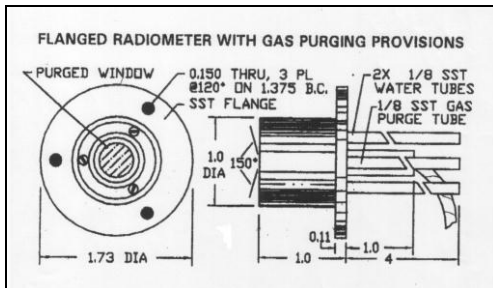 FLANGED RADIOMETER WITH GAS PURGING PROVISIONS
PURGED WINDOW
0.150 THRU, 3 PL
@120° ON 1.375 B.C.
SST FLANGE
2X 1/8 SST
WATER TUBES
1/8 SST GAS
PURGE TUBE
1.0
DIA
150°
0.11
1.0
1.73 DIA
1.0
4